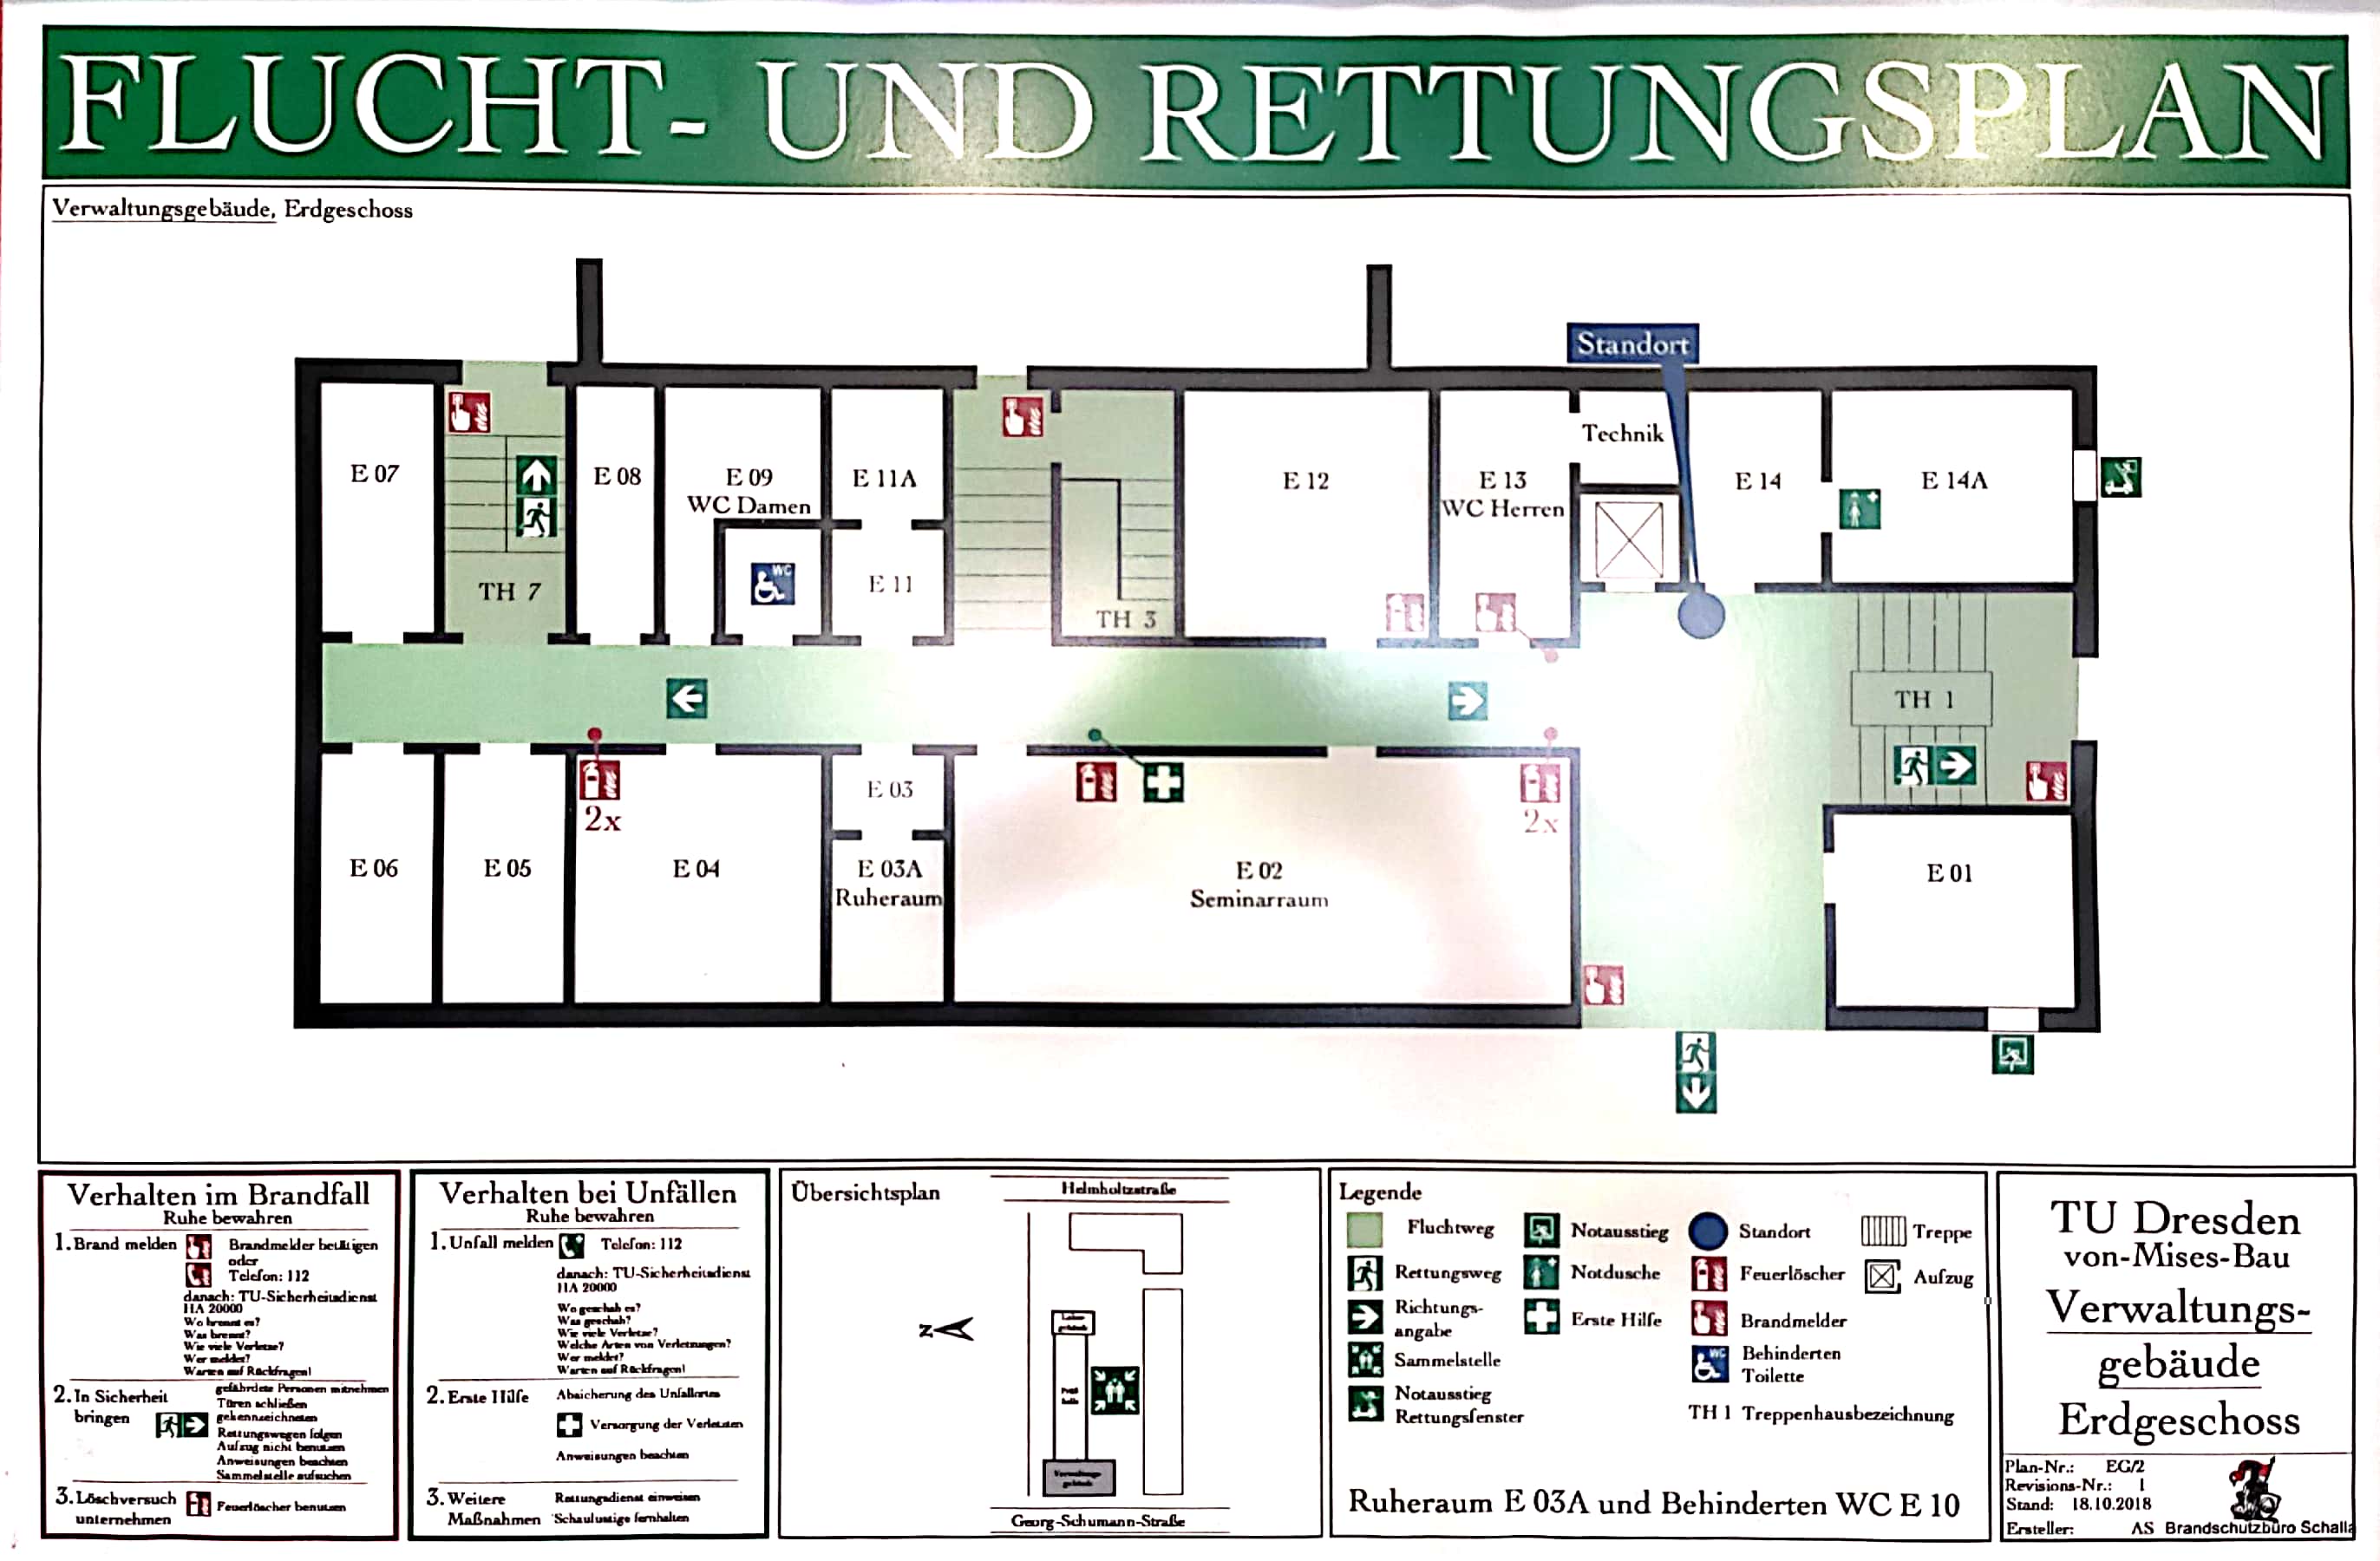 FLUCHT- UND RETTUNGSPLAN
Verwaltungsgebäude, Erdgeschoss
Standort
Technik
E 07
E 08
E 09
WC Damen
E 11A
E 12
E 13
WC Herren
E 14
E 14A
WC
E 11
TH 7
TH 3
TH 1
2x
E 03
2x
E 06
E 05
E 04
E 03A
Ruheraum
E 02
Seminarraum
E 01
Verhalten im Brandfall
Ruhe bewahren
1. Brand melden
Brandmelder betätigen
oder
Telefon: 112
danach: TU-Sicherheitsdienst
HA 20000
Wo brennt es?
Was brennt?
Wie viele Verletzte?
Wer meldet?
Warten auf Rückfragen!
2. In Sicherheit
bringen
gefährdete Personen mitnehmen
Türen schließen
gekennzeichneten
Rettungswegen folgen
Aufzug nicht benutzen
Anweisungen beachten
Sammelstelle aufsuchen
3. Löschversuch
unternehmen
Feuerlöscher benutzen
Verhalten bei Unfällen
Ruhe bewahren
1. Unfall melden
Telefon: 112
danach: TU-Sicherheitsdienst
HA 20000
Wo geschah es?
Was geschah?
Wie viele Verletzte?
Welche Arten von Verletzungen?
Wer meldet?
Warten auf Rückfragen!
2. Erste Hilfe
Absicherung des Unfallortes
Versorgung der Verletzten
Anweisungen beachten
3. Weitere
Maßnahmen
Rettungsdienst einweisen
Schaulustige fernhalten
Übersichtsplan
Helmholtzstraße
N
Verwaltungs-
gebäude
Georg-Schumann-Straße
Legende
Fluchtweg
Rettungsweg
Richtungs-
angabe
Sammelstelle
Notausstieg
Rettungsfenster
Notausstieg
Notdusche
Erste Hilfe
Standort
Feuerlöscher
Brandmelder
WC
Behinderten
Toilette
TH 1 Treppenhausbezeichnung
Treppe
Aufzug
Ruheraum E 03A und Behinderten WC E 10
TU Dresden
von-Mises-Bau
Verwaltungs-
gebäude
Erdgeschoss
Plan-Nr.: EG/2
Revisions-Nr.: 1
Stand: 18.10.2018
Ersteller: AS Brandschutzbüro Schalla